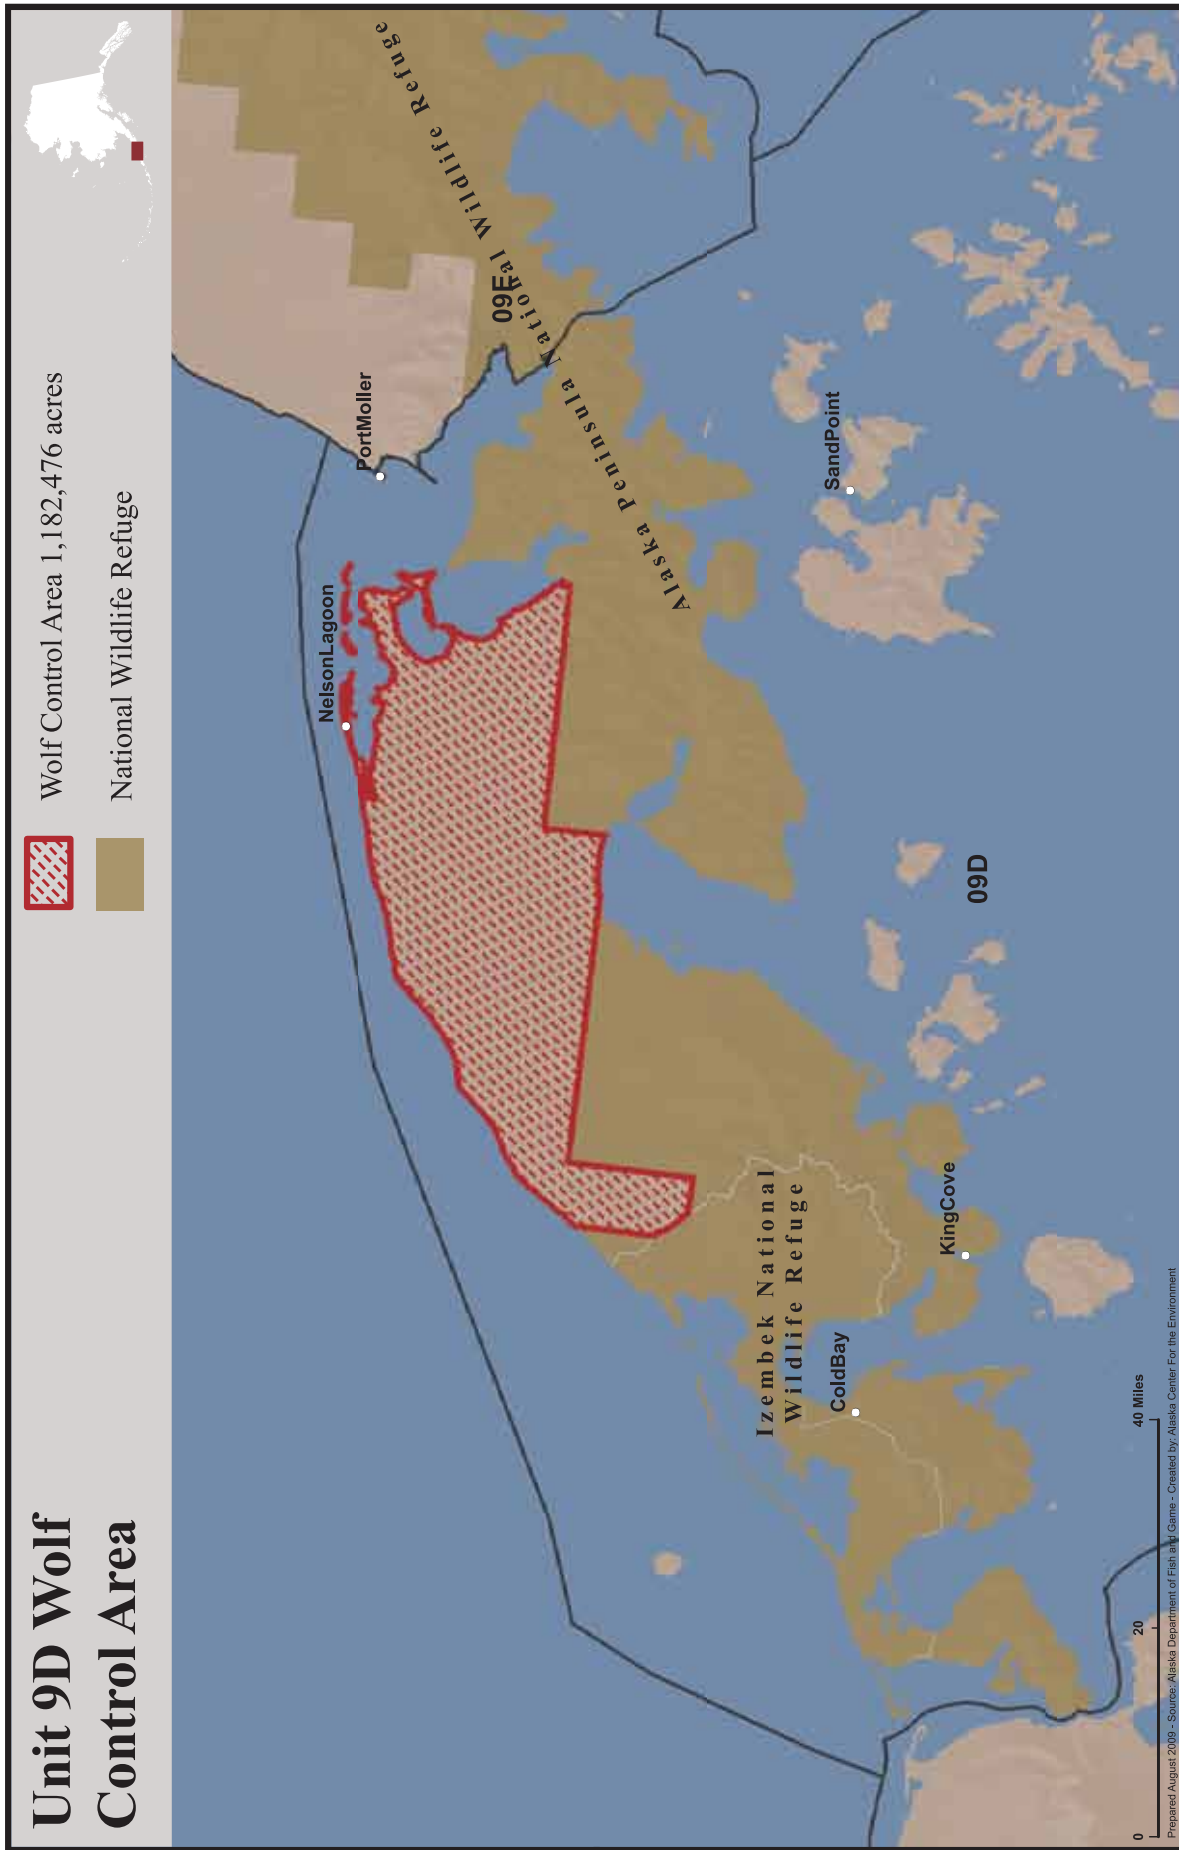 Unit 9D Wolf
Control Area
Wolf Control Area 1,182,476 acres
National Wildlife Refuge
NelsonLagoon
PortMoller
09E
Alaska Peninsula National Wildlife Refuge
SandPoint
09D
Izembek National
Wildlife Refuge
ColdBay
KingCove
0 20 40 Miles
Prepared August 2009 - Source: Alaska Department of Fish and Game - Created by: Alaska Center For the Environment